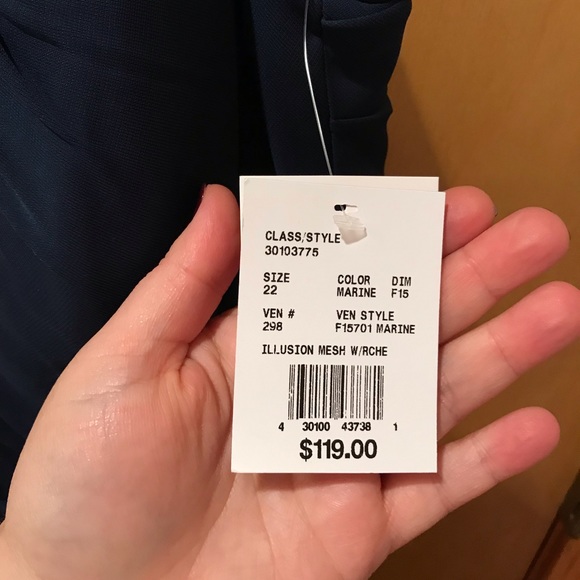 CLASS/STYLE
30103775
SIZE COLOR DIM
22 MARINE F15
VEN # VEN STYLE
298 F15701 MARINE
ILLUSION MESH W/RCHE
4 30100 43738 1
$119.00